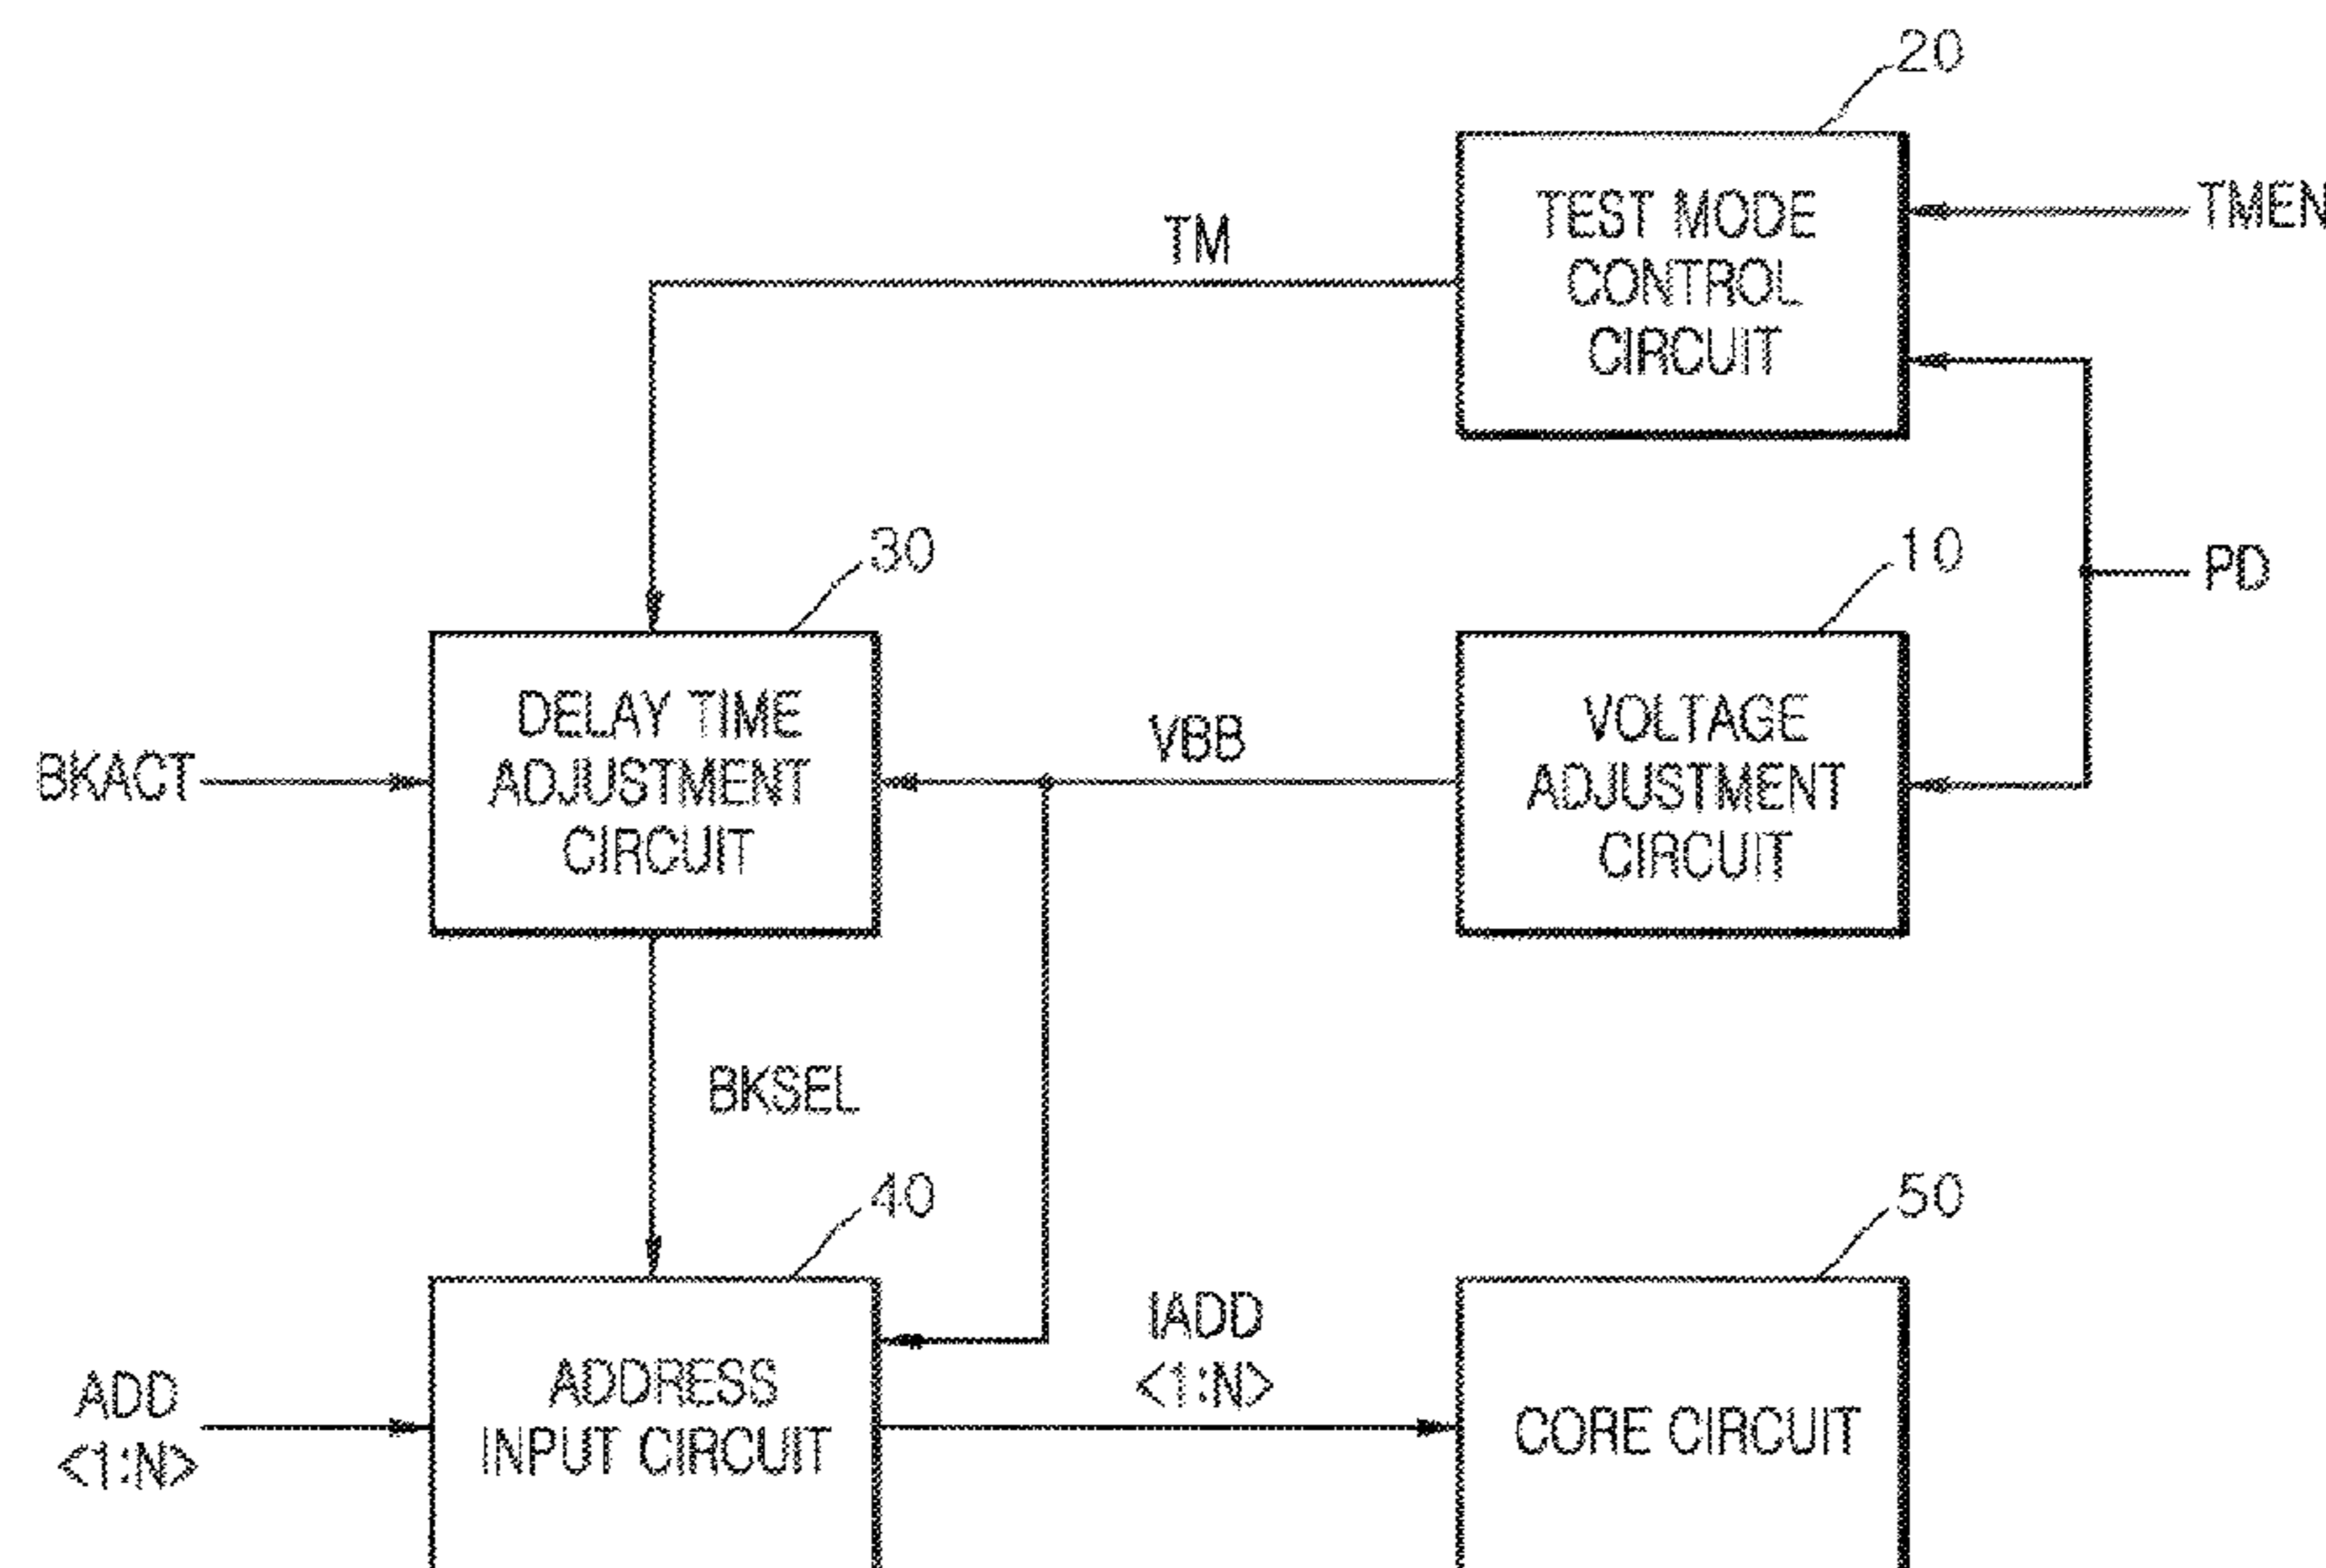 20
TEST MODE
CONTROL
CIRCUIT
TMEN
TM
30
10
PD
DELAY TIME
ADJUSTMENT
CIRCUIT
VOLTAGE
ADJUSTMENT
CIRCUIT
BKACT
VBB
BKSEL
40
50
ADDRESS
INPUT CIRCUIT
IADD
<1:N>
CORE CIRCUIT
ADD
<1:N>